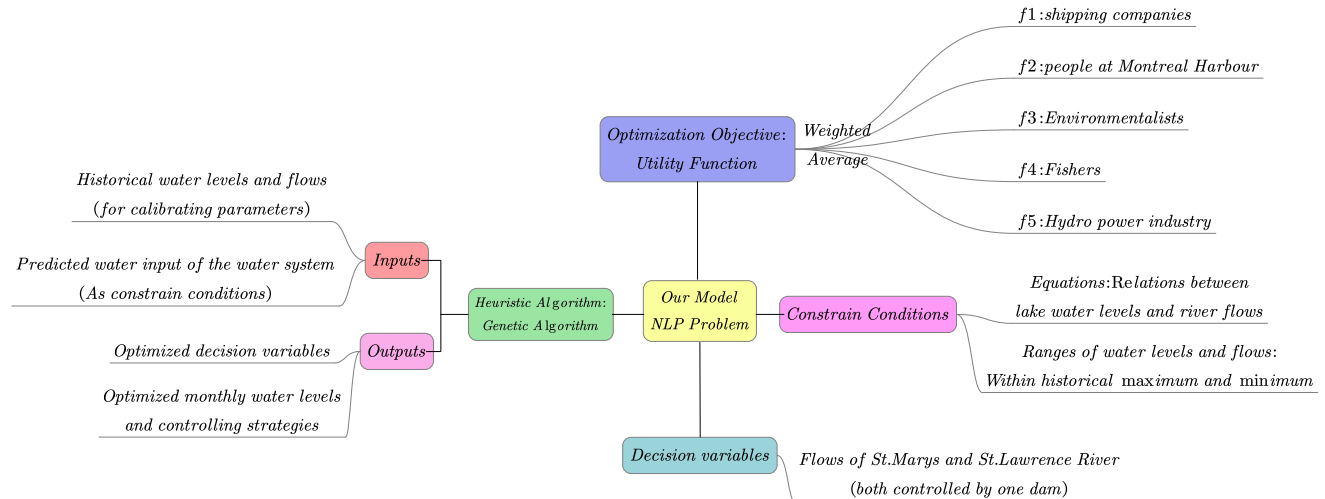 f1:shipping companies
f2:people at Montreal Harbour
f3:Environmentalists
f4:Fishers
f5:Hydro power industry
Weighted
Average
Optimization Objective:
Utility Function
Historical water levels and flows
(for calibrating parameters)
Predicted water input of the water system
(As constrain conditions)
Inputs
Outputs
Optimized decision variables
Optimized monthly water levels
and controlling strategies
Heuristic Algorithm:
Genetic Algorithm
Our Model
NLP Problem
Constrain Conditions
Equations:Relations between
lake water levels and river flows
Ranges of water levels and flows:
Within historical maximum and minimum
Decision variables
Flows of St.Marys and St.Lawrence River
(both controlled by one dam)